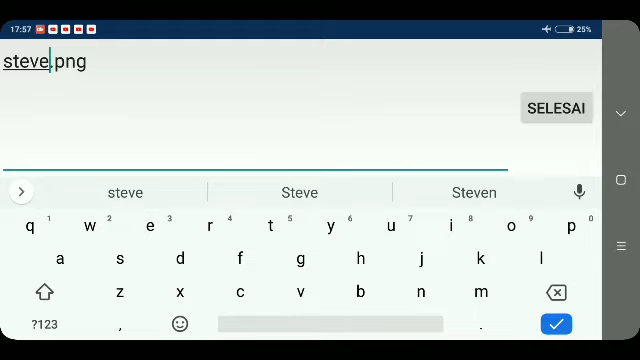 17:57 25%
steve.png
SELESAI
steve Steve Steven
q 1 w 2 e 3 r 4 t 5 y 6 u 7 i 8 o 9 p 0
a s d f g h j k l
z x c v b n m
?123 , .